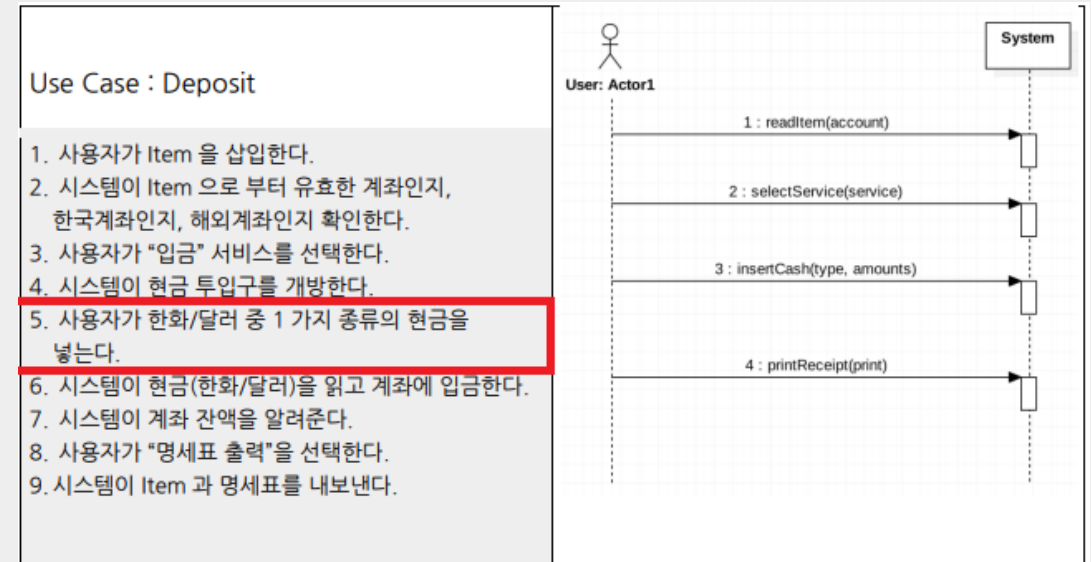 Use Case : Deposit
1. 사용자가 Item 을 삽입한다.
2. 시스템이 Item 으로 부터 유효한 계좌인지,
한국계좌인지, 해외계좌인지 확인한다.
3. 사용자가 “입금” 서비스를 선택한다.
4. 시스템이 현금 투입구를 개방한다.
5. 사용자가 한화/달러 중 1 가지 종류의 현금을
넣는다.
6. 시스템이 현금(한화/달러)을 읽고 계좌에 입금한다.
7. 시스템이 계좌 잔액을 알려준다.
8. 사용자가 “명세표 출력”을 선택한다.
9. 시스템이 Item 과 명세표를 내보낸다.
User: Actor1
System
1 : readItem(account)
2 : selectService(service)
3 : insertCash(type, amounts)
4 : printReceipt(print)